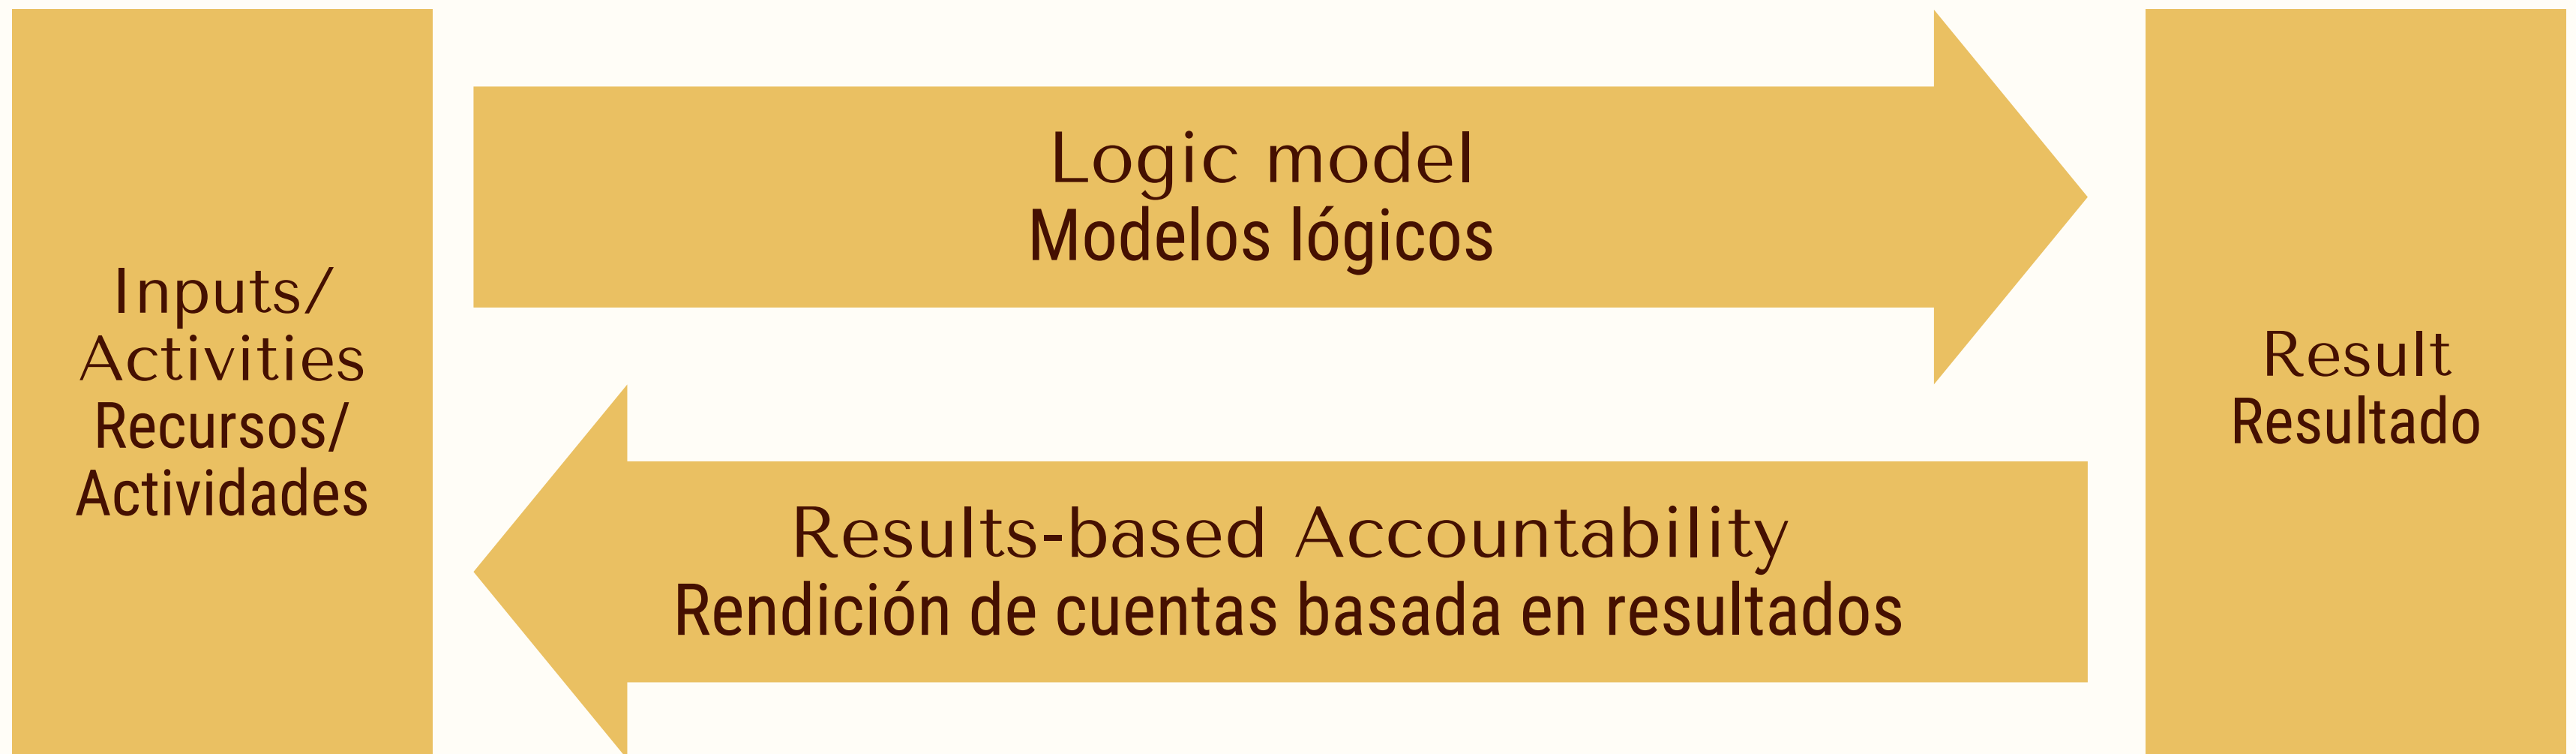 Inputs/
Activities
Recursos/
Actividades
Logic model
Modelos lógicos
Results-based Accountability
Rendición de cuentas basada en resultados
Result
Resultado